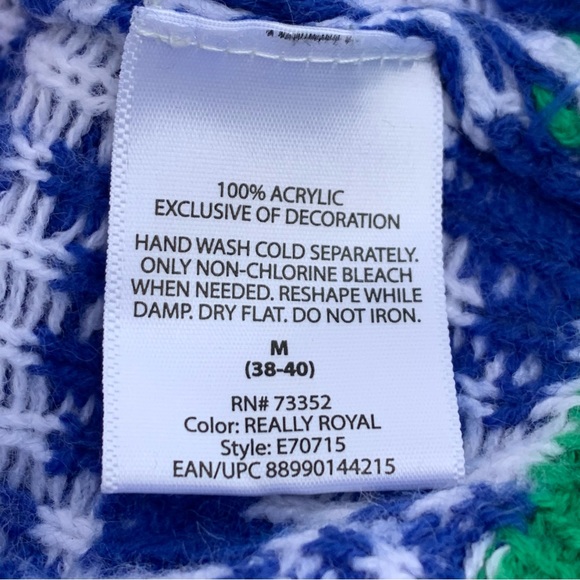 100% ACRYLIC
EXCLUSIVE OF DECORATION
HAND WASH COLD SEPARATELY.
ONLY NON-CHLORINE BLEACH
WHEN NEEDED. RESHAPE WHILE
DAMP. DRY FLAT. DO NOT IRON.
M
(38-40)
RN# 73352
Color: REALLY ROYAL
Style: E70715
EAN/UPC 88990144215